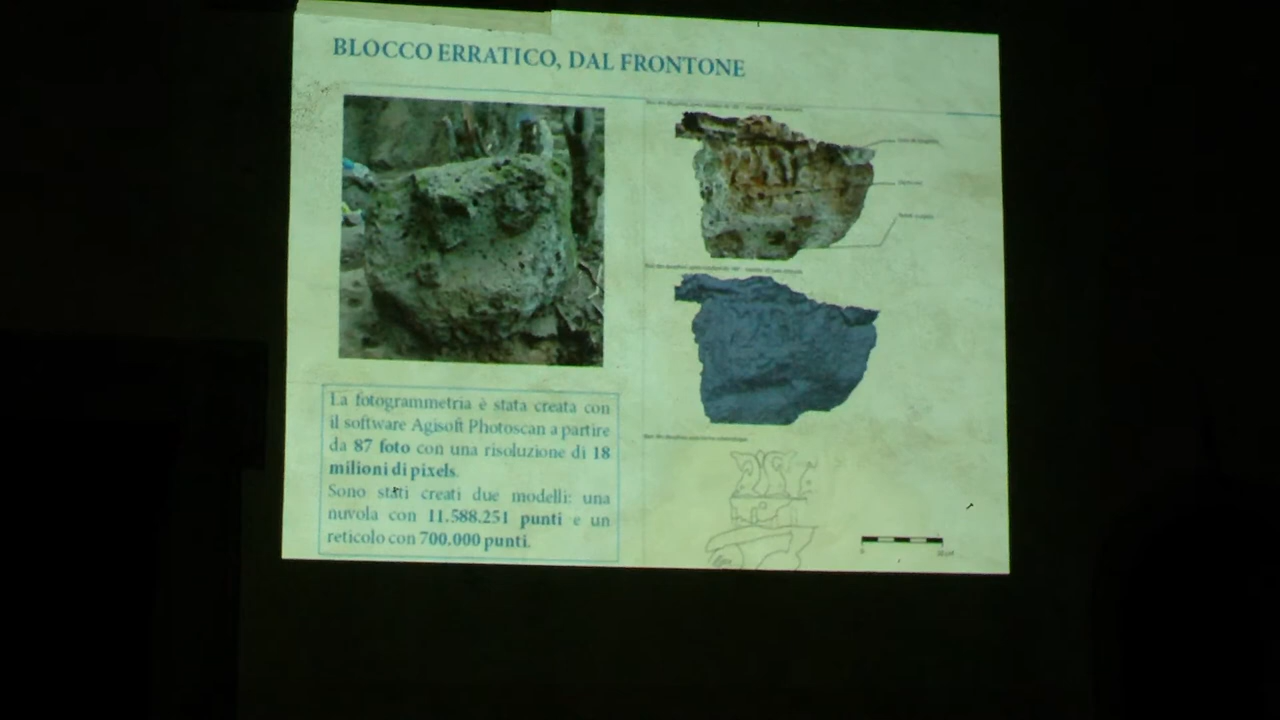 BLOCCO ERRATICO, DAL FRONTONE
La fotogrammetria è stata creata con
il software Agisoft Photoscan a partire
da 87 foto con una risoluzione di 18
milioni di pixels.
Sono stati creati due modelli: una
nuvola con 11.588.251 punti e un
reticolo con 700.000 punti.
0